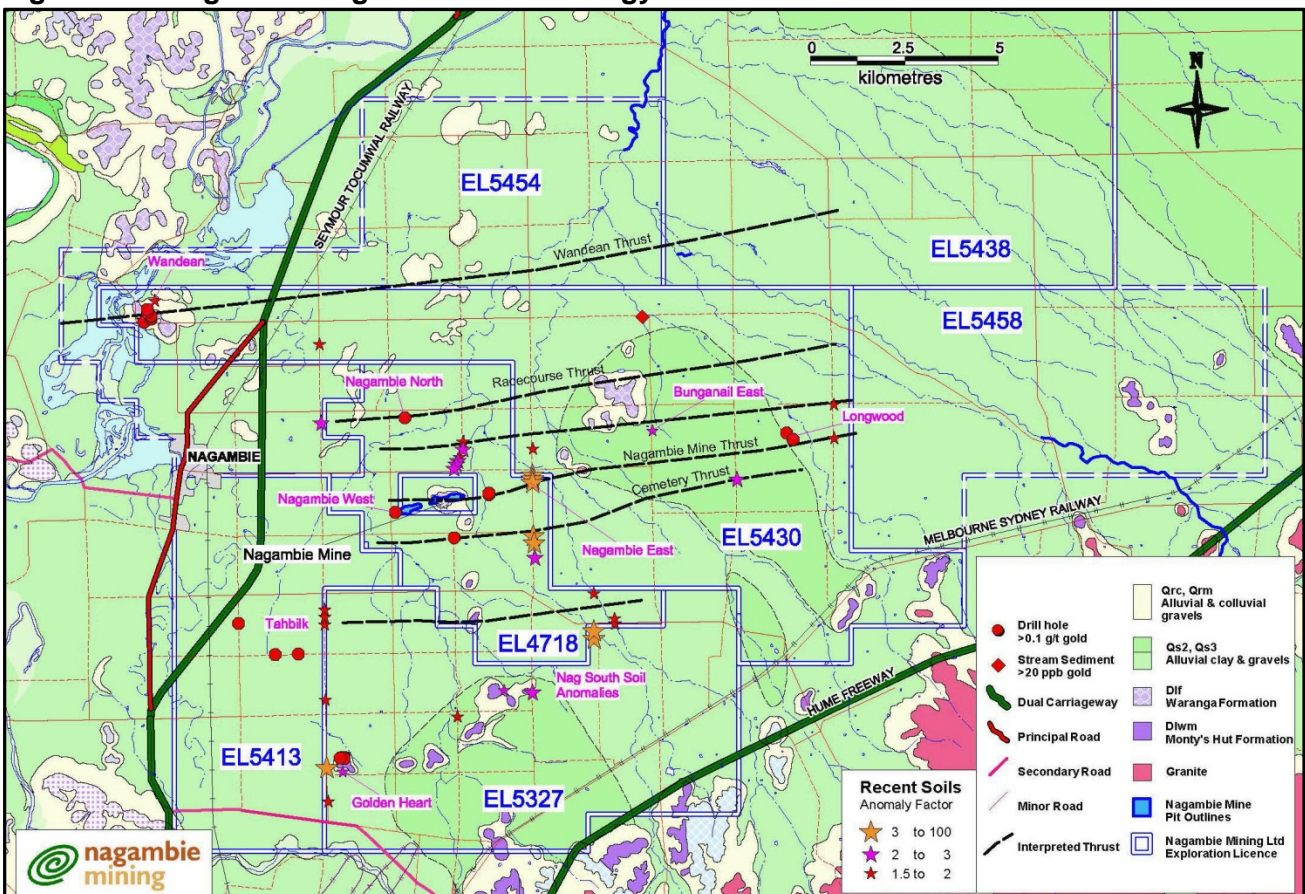 0 2.5 5
kilometres
N
SEYMOUR TOCUMWAL RAILWAY
EL5454
Wandean Thrust
EL5438
Wandean
EL5458
Nagambie North
Racecourse Thrust
Bunganail East
Longwood
NAGAMBIE
Nagambie Mine Thrust
Cemetery Thrust
Nagambie West
Nagambie Mine
Nagambie East
EL5430
MELBOURNE SYDNEY RAILWAY
Tahbilk
EL4718
Nag South Soil
Anomalies
HUME FREEWAY
EL5413
Golden Heart
EL5327
Recent Soils
Anomaly Factor
3 to 100
2 to 3
1.5 to 2
Drill hole
>0.1 g/t gold
Stream Sediment
>20 ppb gold
Dual Carriageway
Principal Road
Secondary Road
Minor Road
Interpreted Thrust
Qrc, Qrm
Alluvial & colluvial
gravels
Qs2, Qs3
Alluvial clay & gravels
Dlf
Waranga Formation
Dlwm
Monty's Hut Formation
Granite
Nagambie Mine
Pit Outlines
Nagambie Mining Ltd
Exploration Licence
nagambie
mining